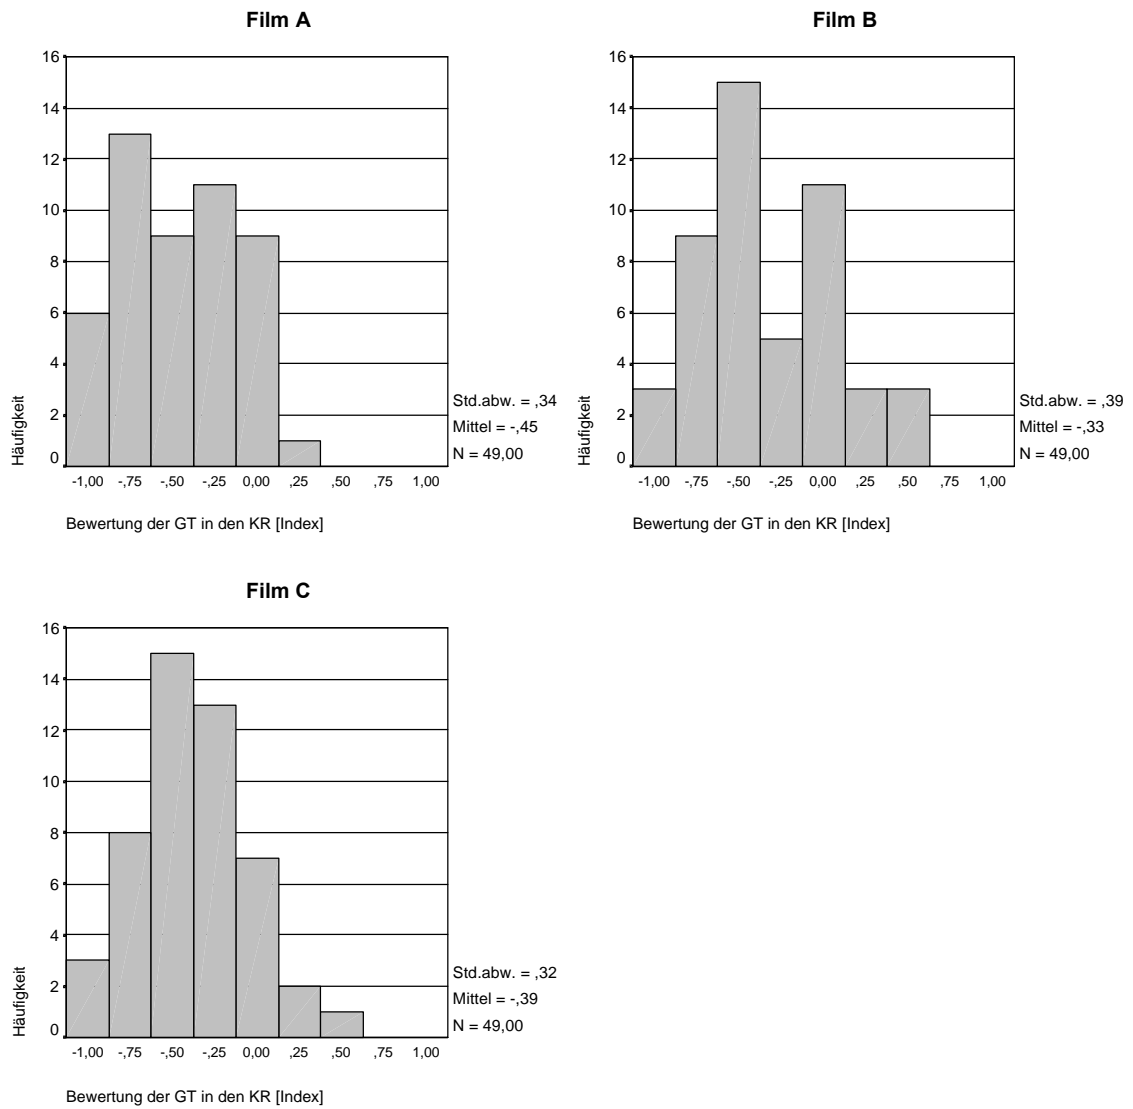 Film A
16
14
12
10
8
6
4
2
0
Häufigkeit
-1,00 -,75 -,50 -,25 0,00 ,25 ,50 ,75 1,00
Bewertung der GT in den KR [Index]
Std.abw. = ,34
Mittel = -,45
N = 49,00
Film B
16
14
12
10
8
6
4
2
0
Häufigkeit
-1,00 -,75 -,50 -,25 0,00 ,25 ,50 ,75 1,00
Bewertung der GT in den KR [Index]
Std.abw. = ,39
Mittel = -,33
N = 49,00
Film C
16
14
12
10
8
6
4
2
0
Häufigkeit
-1,00 -,75 -,50 -,25 0,00 ,25 ,50 ,75 1,00
Bewertung der GT in den KR [Index]
Std.abw. = ,32
Mittel = -,39
N = 49,00